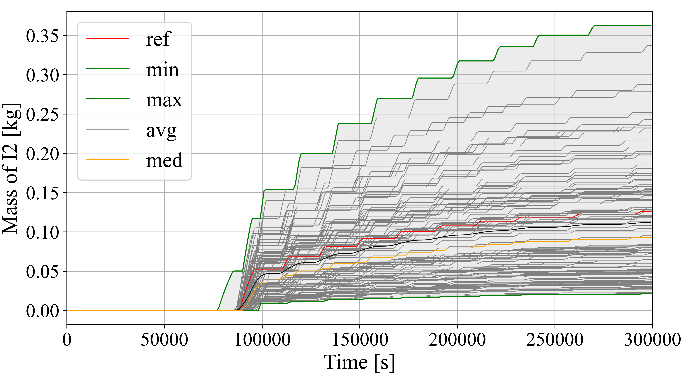 ref
min
max
avg
med
0.35
0.30
0.25
0.20
0.15
0.10
0.05
0.00
Mass of I2 [kg]
0 50000 100000 150000 200000 250000 300000
Time [s]